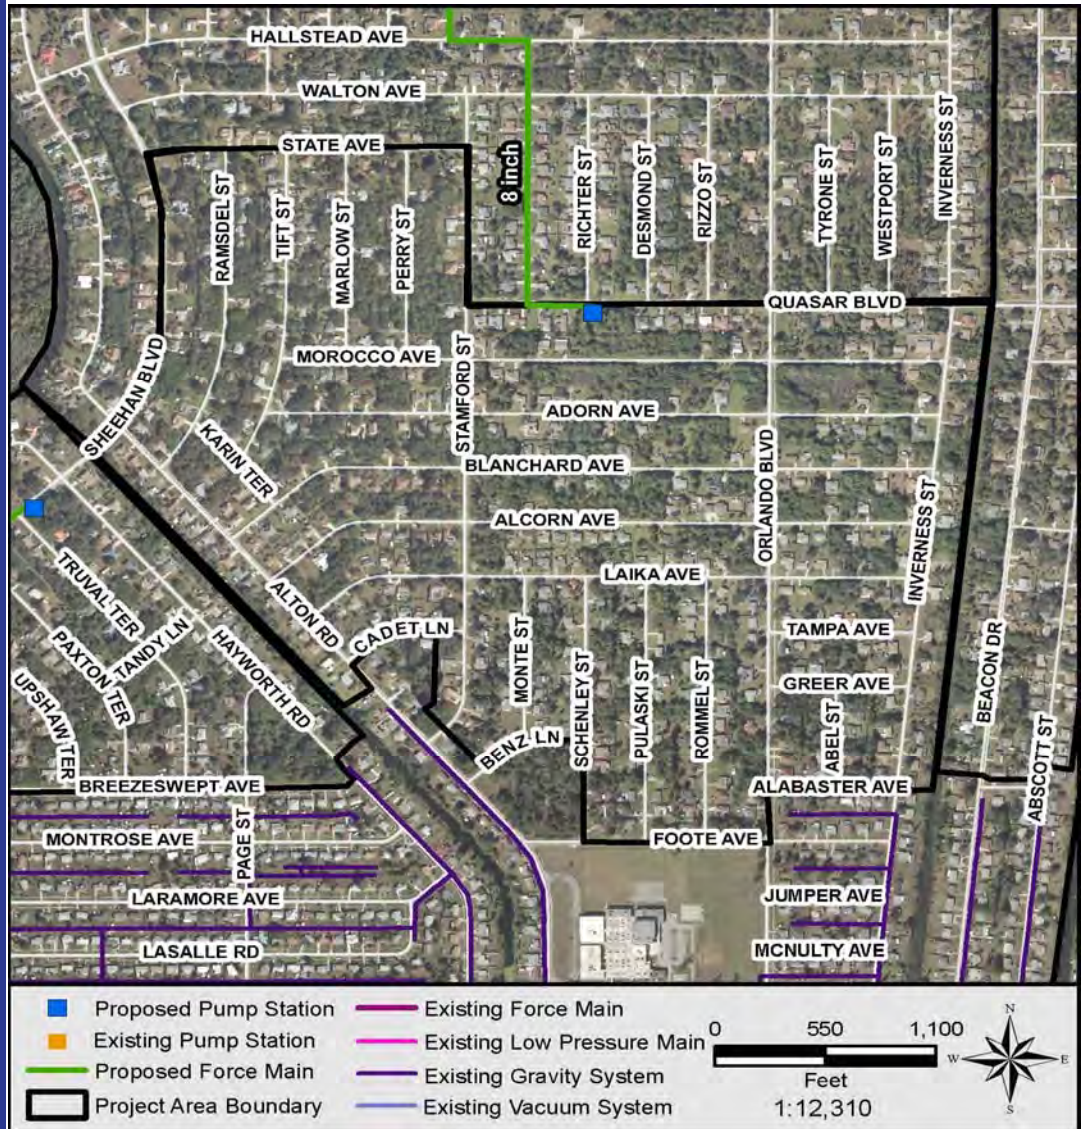 HALLSTEAD AVE
WALTON AVE
STATE AVE
8 inch
RAMSDEL ST
TIFT ST
MARLOW ST
PERRY ST
RICHTER ST
DESMOND ST
RIZZO ST
TYRONE ST
WESTPORT ST
INVERNESS ST
QUASAR BLVD
SHEEHAN BLVD
MOROCCO AVE
STAMFORD ST
ADORN AVE
KARIN TER
BLANCHARD AVE
ORLANDO BLVD
ALCORN AVE
INVERNESS ST
TRUVAL TER
LAIKA AVE
ALTON RD
CADET LN
TAMPA AVE
TANDY LN
PAXTON TER
HAYWORTH RD
MONTE ST
SCHENLEY ST
PULASKI ST
ROMMEL ST
GREER AVE
BEACON DR
UPSHAW TER
BENZ LN
ABEL ST
ABSCOTT ST
BREEZESWEPT AVE
ALABASTER AVE
MONTROSE AVE
PAGE ST
FOOTE AVE
LARAMORE AVE
JUMPER AVE
LASALLE RD
MCNULTY AVE
Proposed Pump Station
Existing Pump Station
Proposed Force Main
Project Area Boundary
Existing Force Main
Existing Low Pressure Main
Existing Gravity System
Existing Vacuum System
0 550 1,100
Feet
1:12,310
N
W E
S